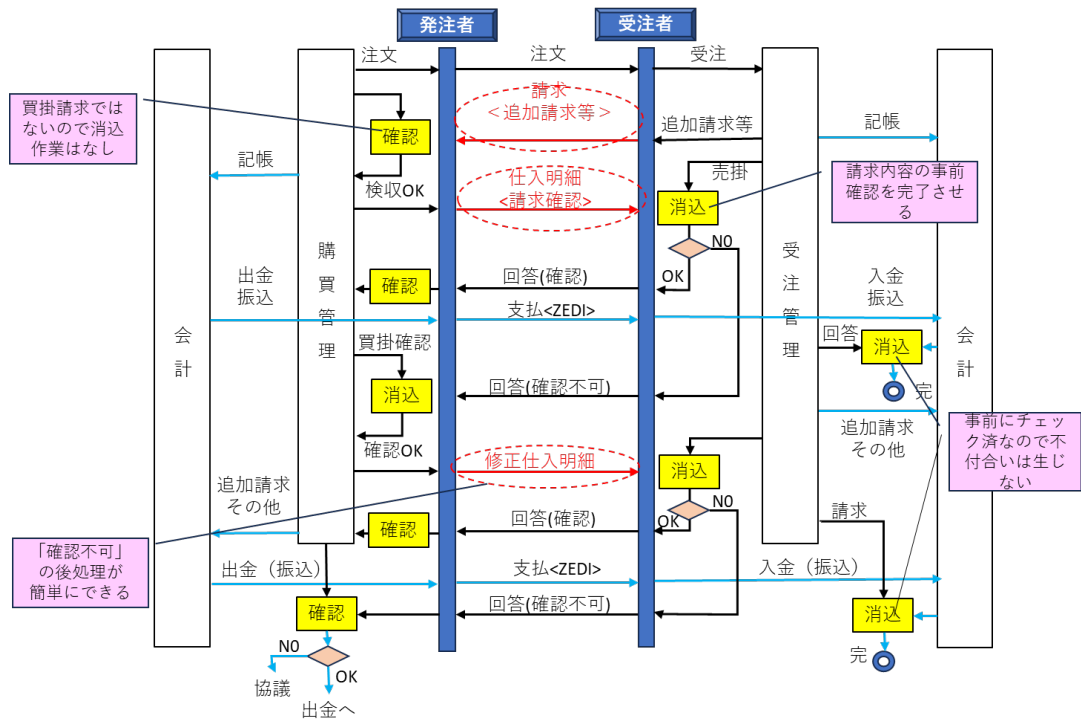 発注者
受注者
注文
注文
受注
請求
＜追加請求等＞
追加請求等
記帳
買掛請求では
ないので消込
作業はなし
確認
記帳
検収OK
売掛
仕入明細
<請求確認>
消込
請求内容の事前
確認を完了させ
る
N0
OK
購買管理
受注管理
会計
会計
出金
振込
確認
回答(確認)
入金
振込
支払<ZEDI>
買掛確認
回答
消込
完
消込
回答(確認不可)
確認OK
追加請求
その他
事前にチェッ
ク済なので不
付合いは生じ
ない
修正仕入明細
消込
N0
OK
追加請求
その他
確認
回答(確認)
請求
「確認不可」
の後処理が
簡単にできる
出金（振込）
支払<ZEDI>
入金（振込）
確認
回答(確認不可)
消込
完
N0
OK
協議
出金へ